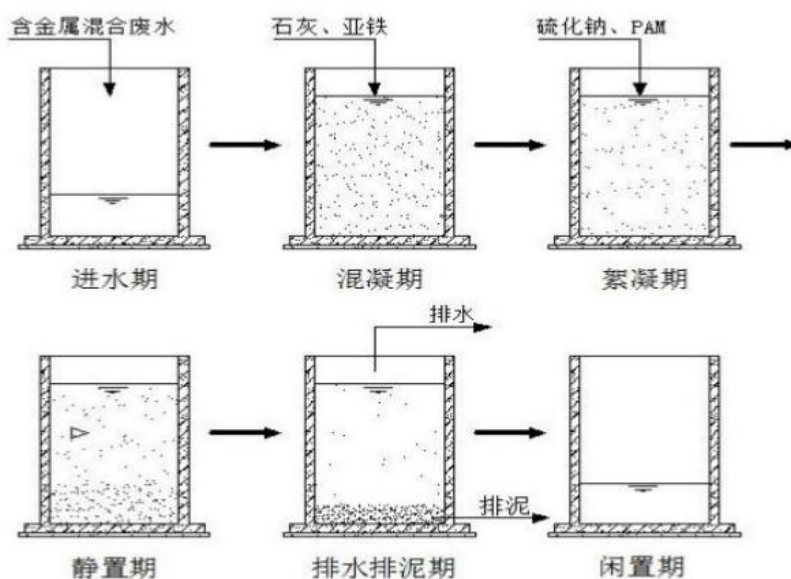 含金属混合废水
石灰、亚铁
硫化钠、PAM
进水期
混凝期
絮凝期
排水
排泥
静置期
排水排泥期
闲置期